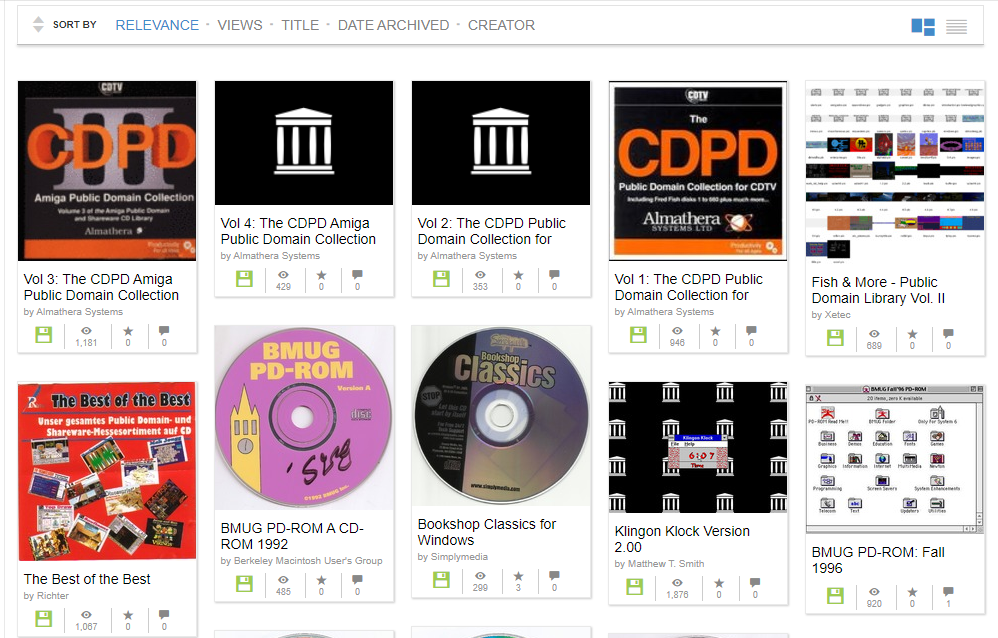 SORT BY RELEVANCE · VIEWS · TITLE · DATE ARCHIVED · CREATOR
CDTV
III
CDPD
Amiga Public Domain Collection
Volume 3 of the Amiga Public Domain
and Shareware CD Library
Almathera
Productivity
Vol 3: The CDPD Amiga
Public Domain Collection
by Almathera Systems
1,181 0 0
Vol 4: The CDPD Amiga
Public Domain Collection
by Almathera Systems
429 0 0
Vol 2: The CDPD Public
Domain Collection for
by Almathera Systems
353 0 0
CDTV
The
CDPD
Public Domain Collection for CDTV
Including Fred Fish disks 1 to 660 plus much more...
Almathera
SYSTEMS LTD
Productivity
Vol 1: The CDPD Public
Domain Collection for
by Almathera Systems
946 0 0
Fish & More - Public
Domain Library Vol. II
by Xetec
689 0 0
The Best of the Best
Unser gesamtes Public Domain- und
Shareware-Messesortiment auf CD
The Best of the Best
by Richter
1,067 0 0
BMUG
PD-ROM
Version A
disc
©1992 BMUG, Inc.
BMUG PD-ROM A CD-
ROM 1992
by Berkeley Macintosh User's Group
485 0 0
Bookshop
Classics
STOP
www.simplymedia.com
Bookshop Classics for
Windows
by Simplymedia
299 3 0
Klingon Klock
File Help
6:07
Time
Klingon Klock Version
2.00
by Matthew T. Smith
1,876 0 0
BMUG Fall'96 PD-ROM
20 items, zero K available
PD-ROM Read Me!! BMUG Folder Only For System 6
Business Demos Education Fonts Games
Graphics Information Internet MultiMedia Newton
Programming Screen Savers System Enhancements
Telecom Text Updaters Utilities
BMUG PD-ROM: Fall
1996
920 0 1